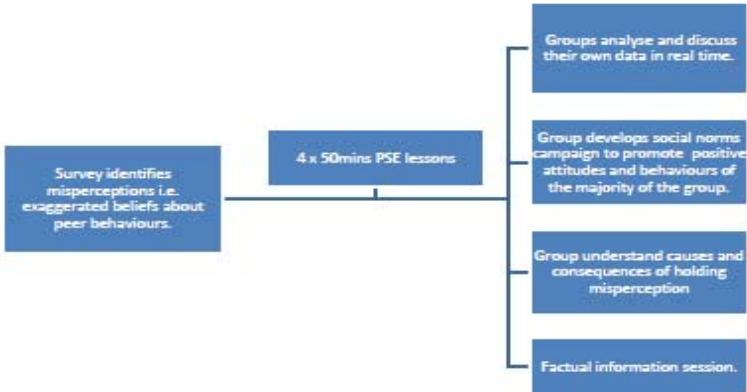 Survey identifies
misperceptions i.e.
exaggerated beliefs about
peer behaviours.
4 x 50mins PSE lessons
Groups analyse and discuss
their own data in real time.
Group develops social norms
campaign to promote positive
attitudes and behaviours of
the majority of the group.
Group understand causes and
consequences of holding
misperception
Factual information session.